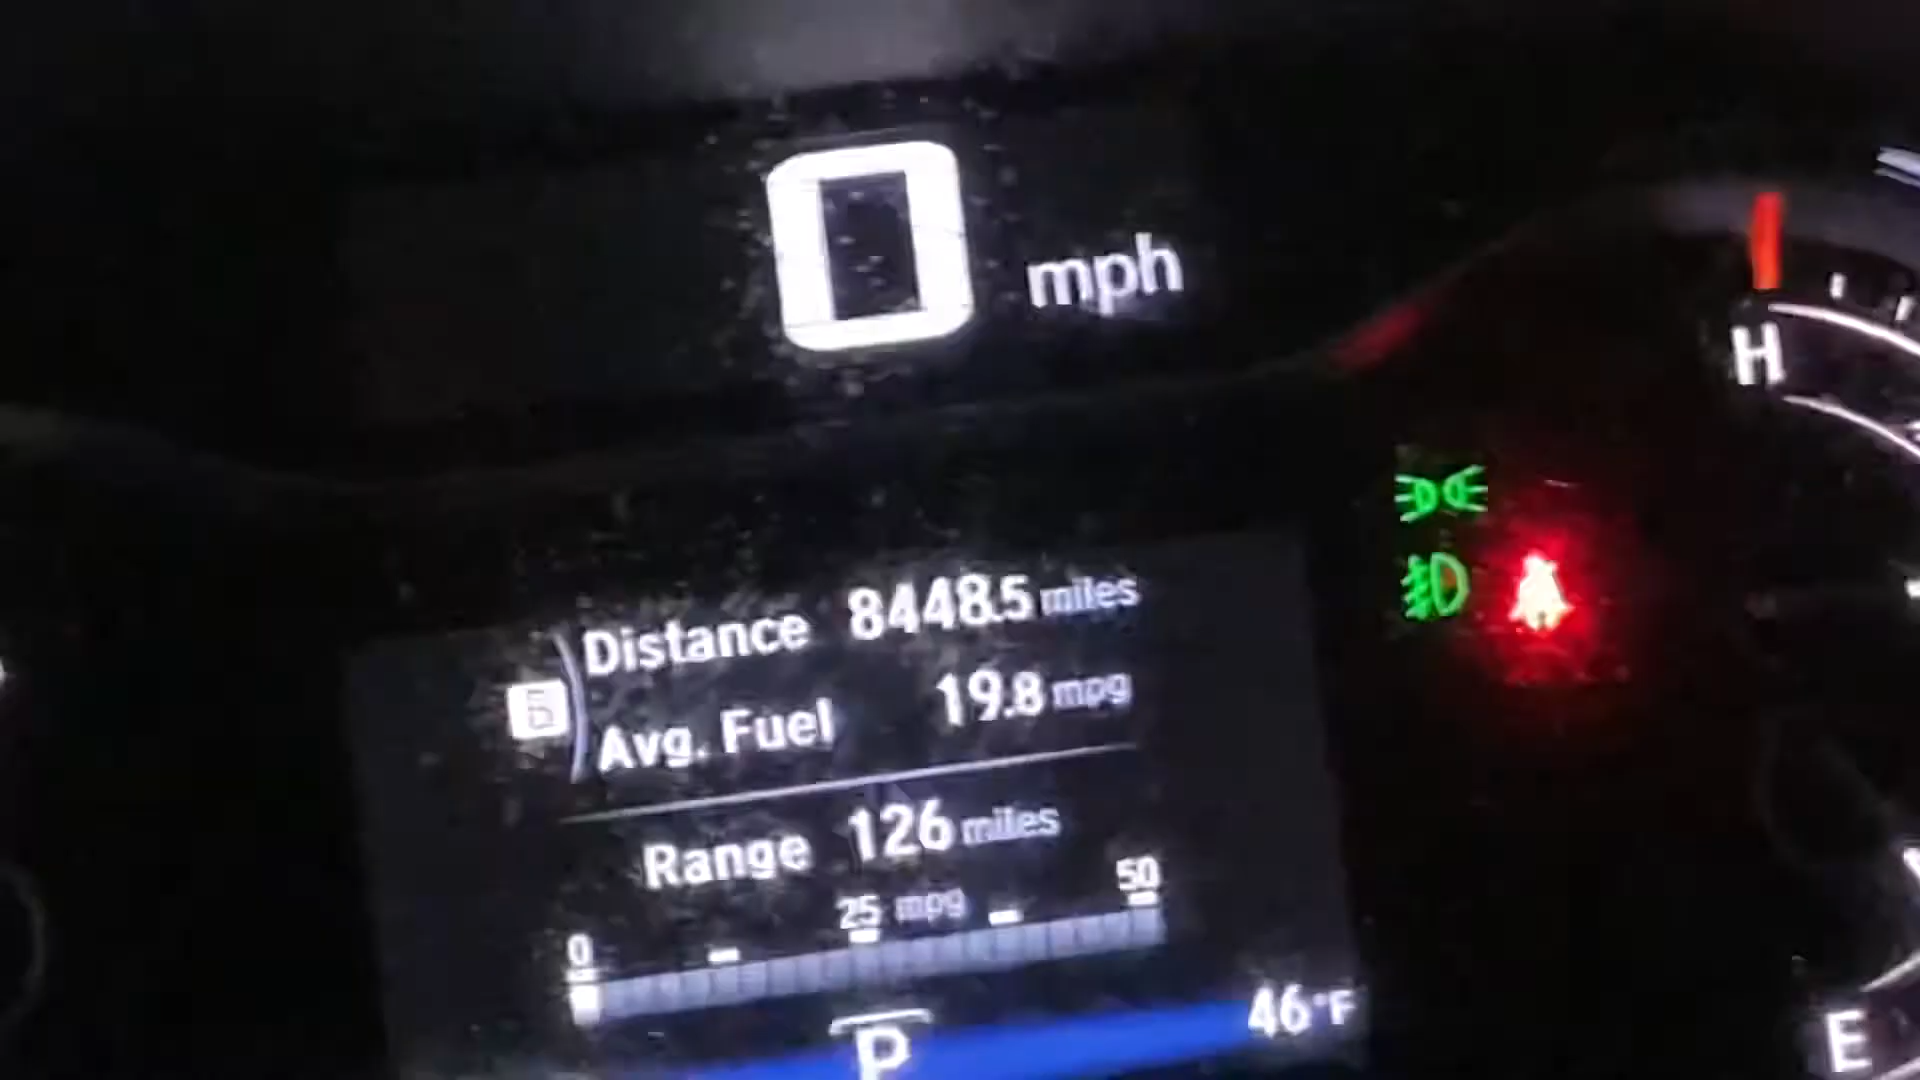 0 mph
H
Distance 8448.5 miles
Avg. Fuel 19.8 mpg
Range 126 miles
0 25 mpg 50
P 46°F
E